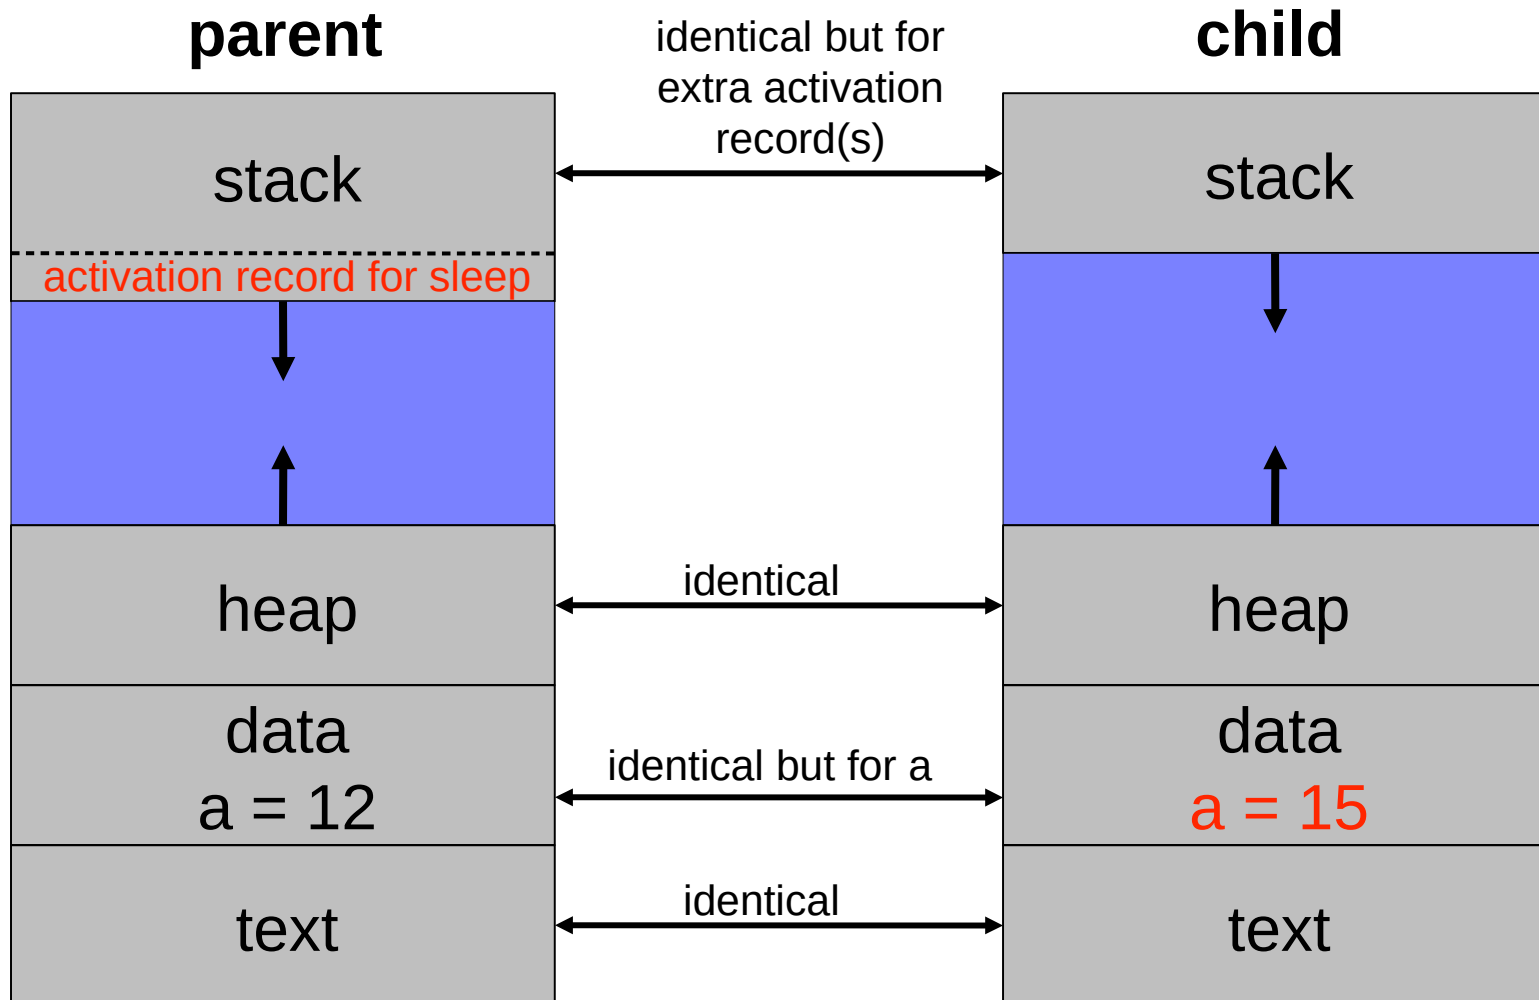 parent
identical but for
extra activation
record(s)
child
stack
stack
activation record for sleep
heap
identical
heap
data
a = 12
identical but for a
data
a = 15
text
identical
text